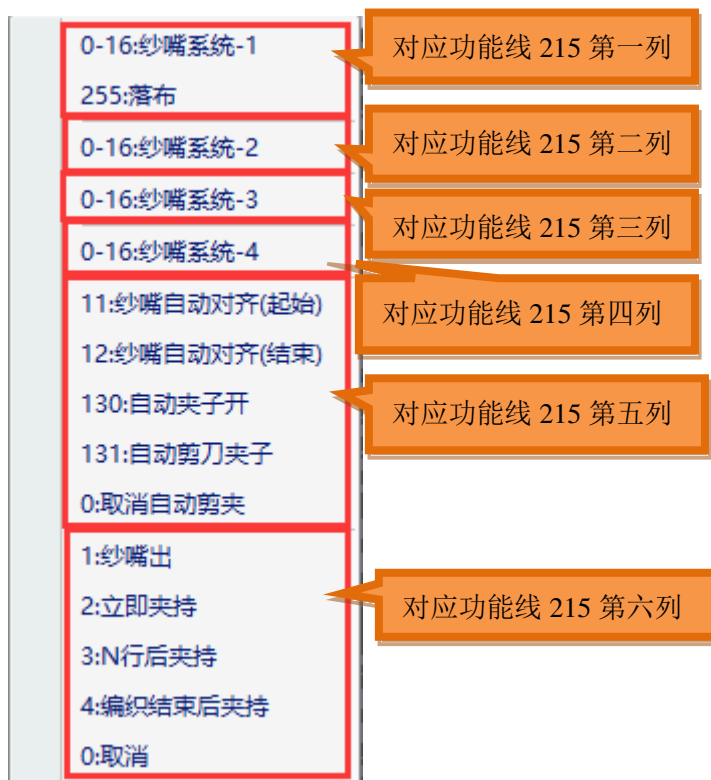 0-16:纱嘴系统-1
对应功能线 215 第一列
255:落布
0-16:纱嘴系统-2
对应功能线 215 第二列
0-16:纱嘴系统-3
对应功能线 215 第三列
0-16:纱嘴系统-4
11:纱嘴自动对齐(起始)
对应功能线 215 第四列
12:纱嘴自动对齐(结束)
130:自动夹子开
对应功能线 215 第五列
131:自动剪刀夹子
0:取消自动剪夹
1:纱嘴出
2:立即夹持
对应功能线 215 第六列
3:N行后夹持
4:编织结束后夹持
0:取消